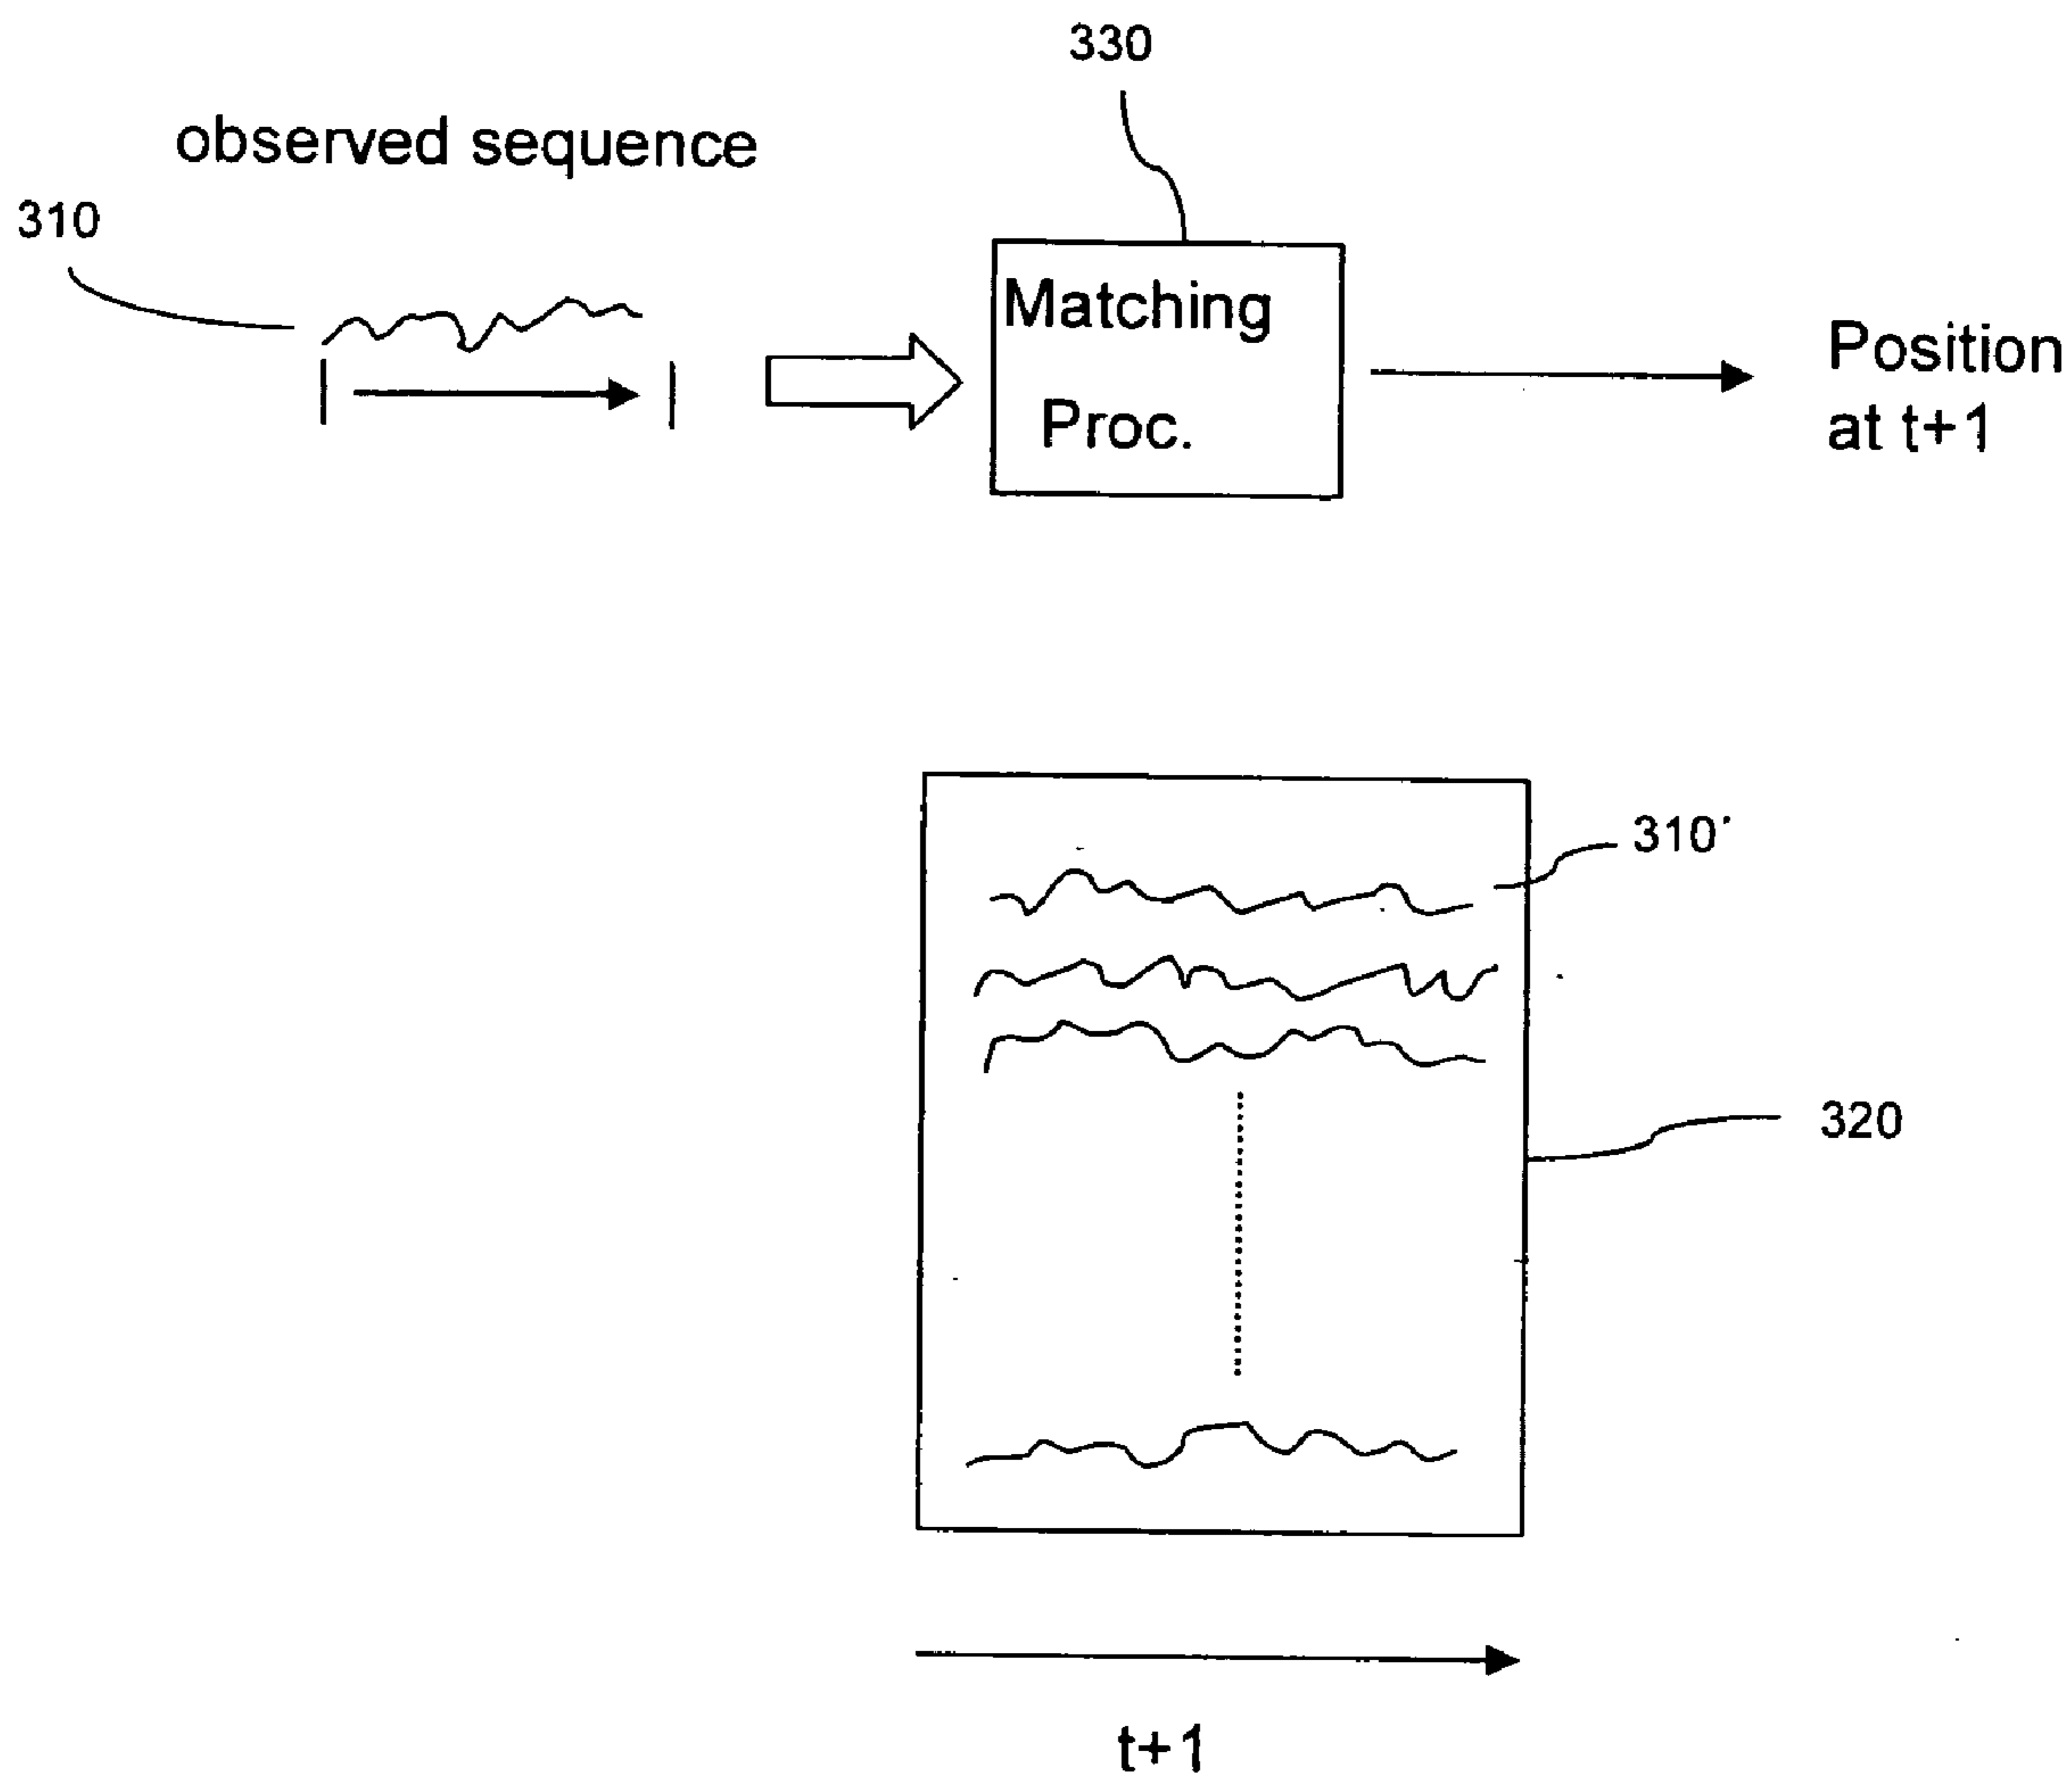 330
observed sequence
310
Matching
Proc.
Position
at t+1
310'
320
t+1